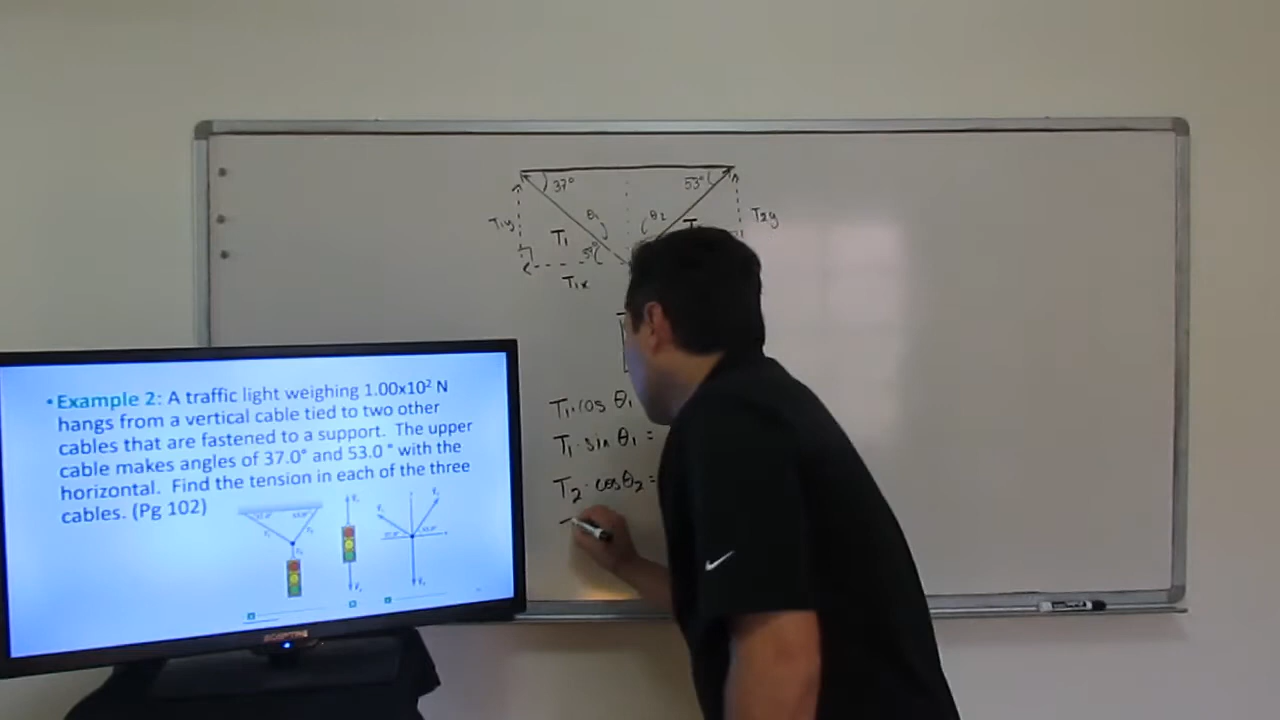 37°
53°
T1y
θ1
θ2
T2y
T1
T1x
T1·cos θ1
T1·sin θ1 =
T2·cosθ2 =
•Example 2: A traffic light weighing 1.00x10² N
hangs from a vertical cable tied to two other
cables that are fastened to a support. The upper
cable makes angles of 37.0° and 53.0 ° with the
horizontal. Find the tension in each of the three
cables. (Pg 102)
SCEPTRE